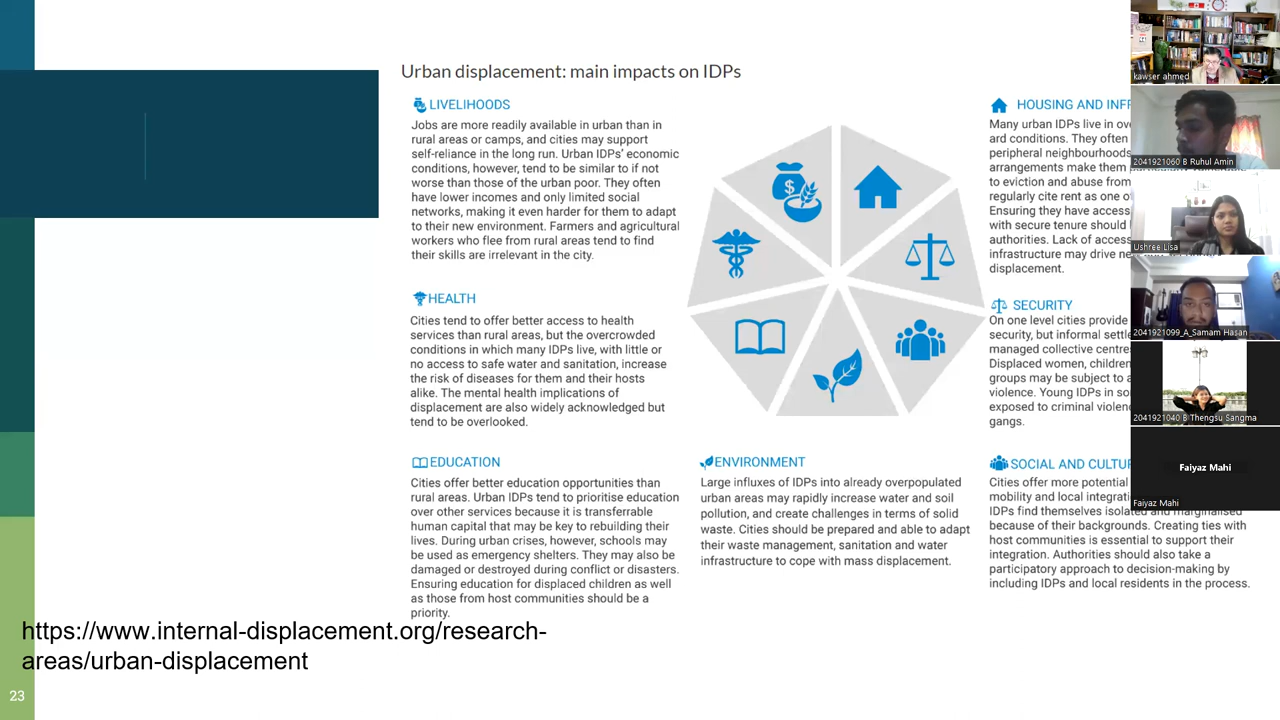 Urban displacement: main impacts on IDPs
LIVELIHOODS
Jobs are more readily available in urban than in
rural areas or camps, and cities may support
self-reliance in the long run. Urban IDPs' economic
conditions, however, tend to be similar to if not
worse than those of the urban poor. They often
have lower incomes and only limited social
networks, making it even harder for them to adapt
to their new environment. Farmers and agricultural
workers who flee from rural areas tend to find
their skills are irrelevant in the city.
HEALTH
Cities tend to offer better access to health
services than rural areas, but the overcrowded
conditions in which many IDPs live, with little or
no access to safe water and sanitation, increase
the risk of diseases for them and their hosts
alike. The mental health implications of
displacement are also widely acknowledged but
tend to be overlooked.
EDUCATION
Cities offer better education opportunities than
rural areas. Urban IDPs tend to prioritise education
over other services because it is transferrable
human capital that may be key to rebuilding their
lives. During urban crises, however, schools may
be used as emergency shelters. They may also be
damaged or destroyed during conflict or disasters.
Ensuring education for displaced children as well
as those from host communities should be a
priority.
ENVIRONMENT
Large influxes of IDPs into already overpopulated
urban areas may rapidly increase water and soil
pollution, and create challenges in terms of solid
waste. Cities should be prepared and able to adapt
their waste management, sanitation and water
infrastructure to cope with mass displacement.
HOUSING AND
Many urban IDPs live in
conditions. They often
peripheral neighbourhoods
arrangements make them
to eviction and abuse from
regularly cite rent as one
Ensuring they have access
with secure tenure should
authorities. Lack of access
infrastructure may drive
displacement.
SECURITY
On one level cities provide
security, but informal
managed collective centres
Displaced women, children
groups may be subject to
violence. Young IDPs in
exposed to criminal
gangs.
SOCIAL AND
Cities offer more potential
mobility and local
IDPs find themselves isolated and marginalised
because of their backgrounds. Creating ties with
host communities is essential to support their
integration. Authorities should also take a
participatory approach to decision-making by
including IDPs and local residents in the process.
https://www.internal-displacement.org/research-
areas/urban-displacement
23
kawser ahmed
2041921060 B Ruhul Amin
Ushree Lisa
2041921099_A_Samam Hasan
2041921040 B Thengsu Sangma
Faiyaz Mahi
Faiyaz Mahi